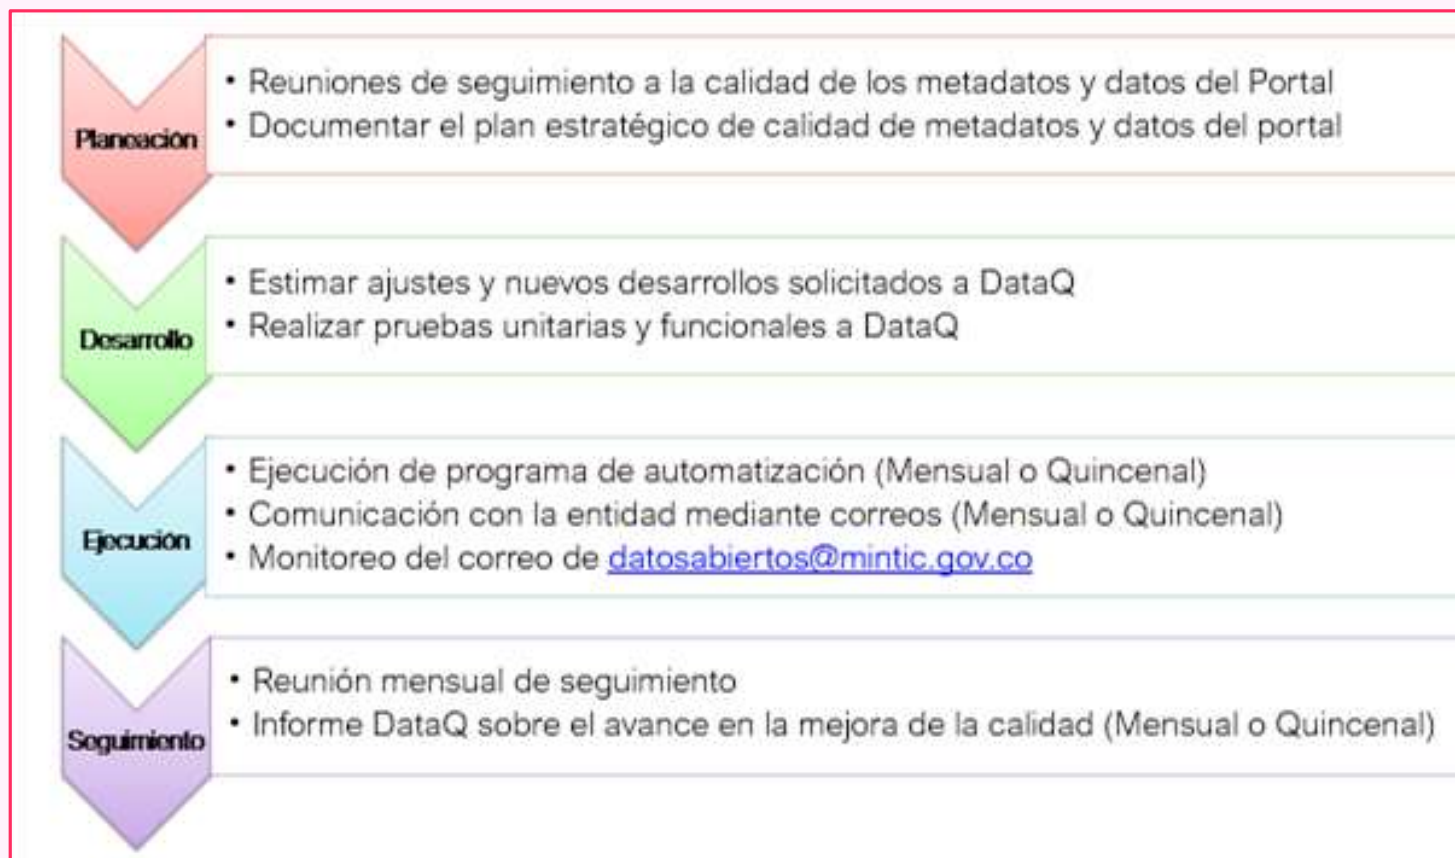 Planeación
• Reuniones de seguimiento a la calidad de los metadatos y datos del Portal
• Documentar el plan estratégico de calidad de metadatos y datos del portal
Desarrollo
• Estimar ajustes y nuevos desarrollos solicitados a DataQ
• Realizar pruebas unitarias y funcionales a DataQ
Ejecución
• Ejecución de programa de automatización (Mensual o Quincenal)
• Comunicación con la entidad mediante correos (Mensual o Quincenal)
• Monitoreo del correo de datosabiertos@mintic.gov.co
Seguimiento
• Reunión mensual de seguimiento
• Informe DataQ sobre el avance en la mejora de la calidad (Mensual o Quincenal)